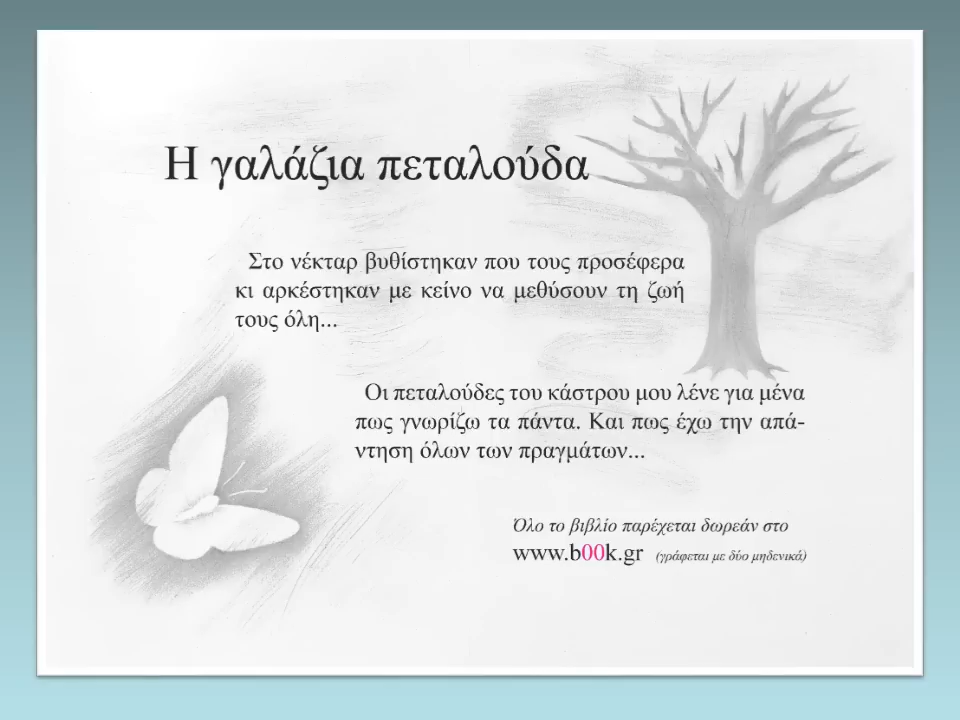 Η γαλάζια πεταλούδα
Στο νέκταρ βυθίστηκαν που τους προσέφερα
κι αρκέστηκαν με κείνο να μεθύσουν τη ζωή
τους όλη...
Οι πεταλούδες του κάστρου μου λένε για μένα
πως γνωρίζω τα πάντα. Και πως έχω την απά-
ντηση όλων των πραγμάτων...
Όλο το βιβλίο παρέχεται δωρεάν στο
www.b00k.gr (γράφεται με δύο μηδενικά)